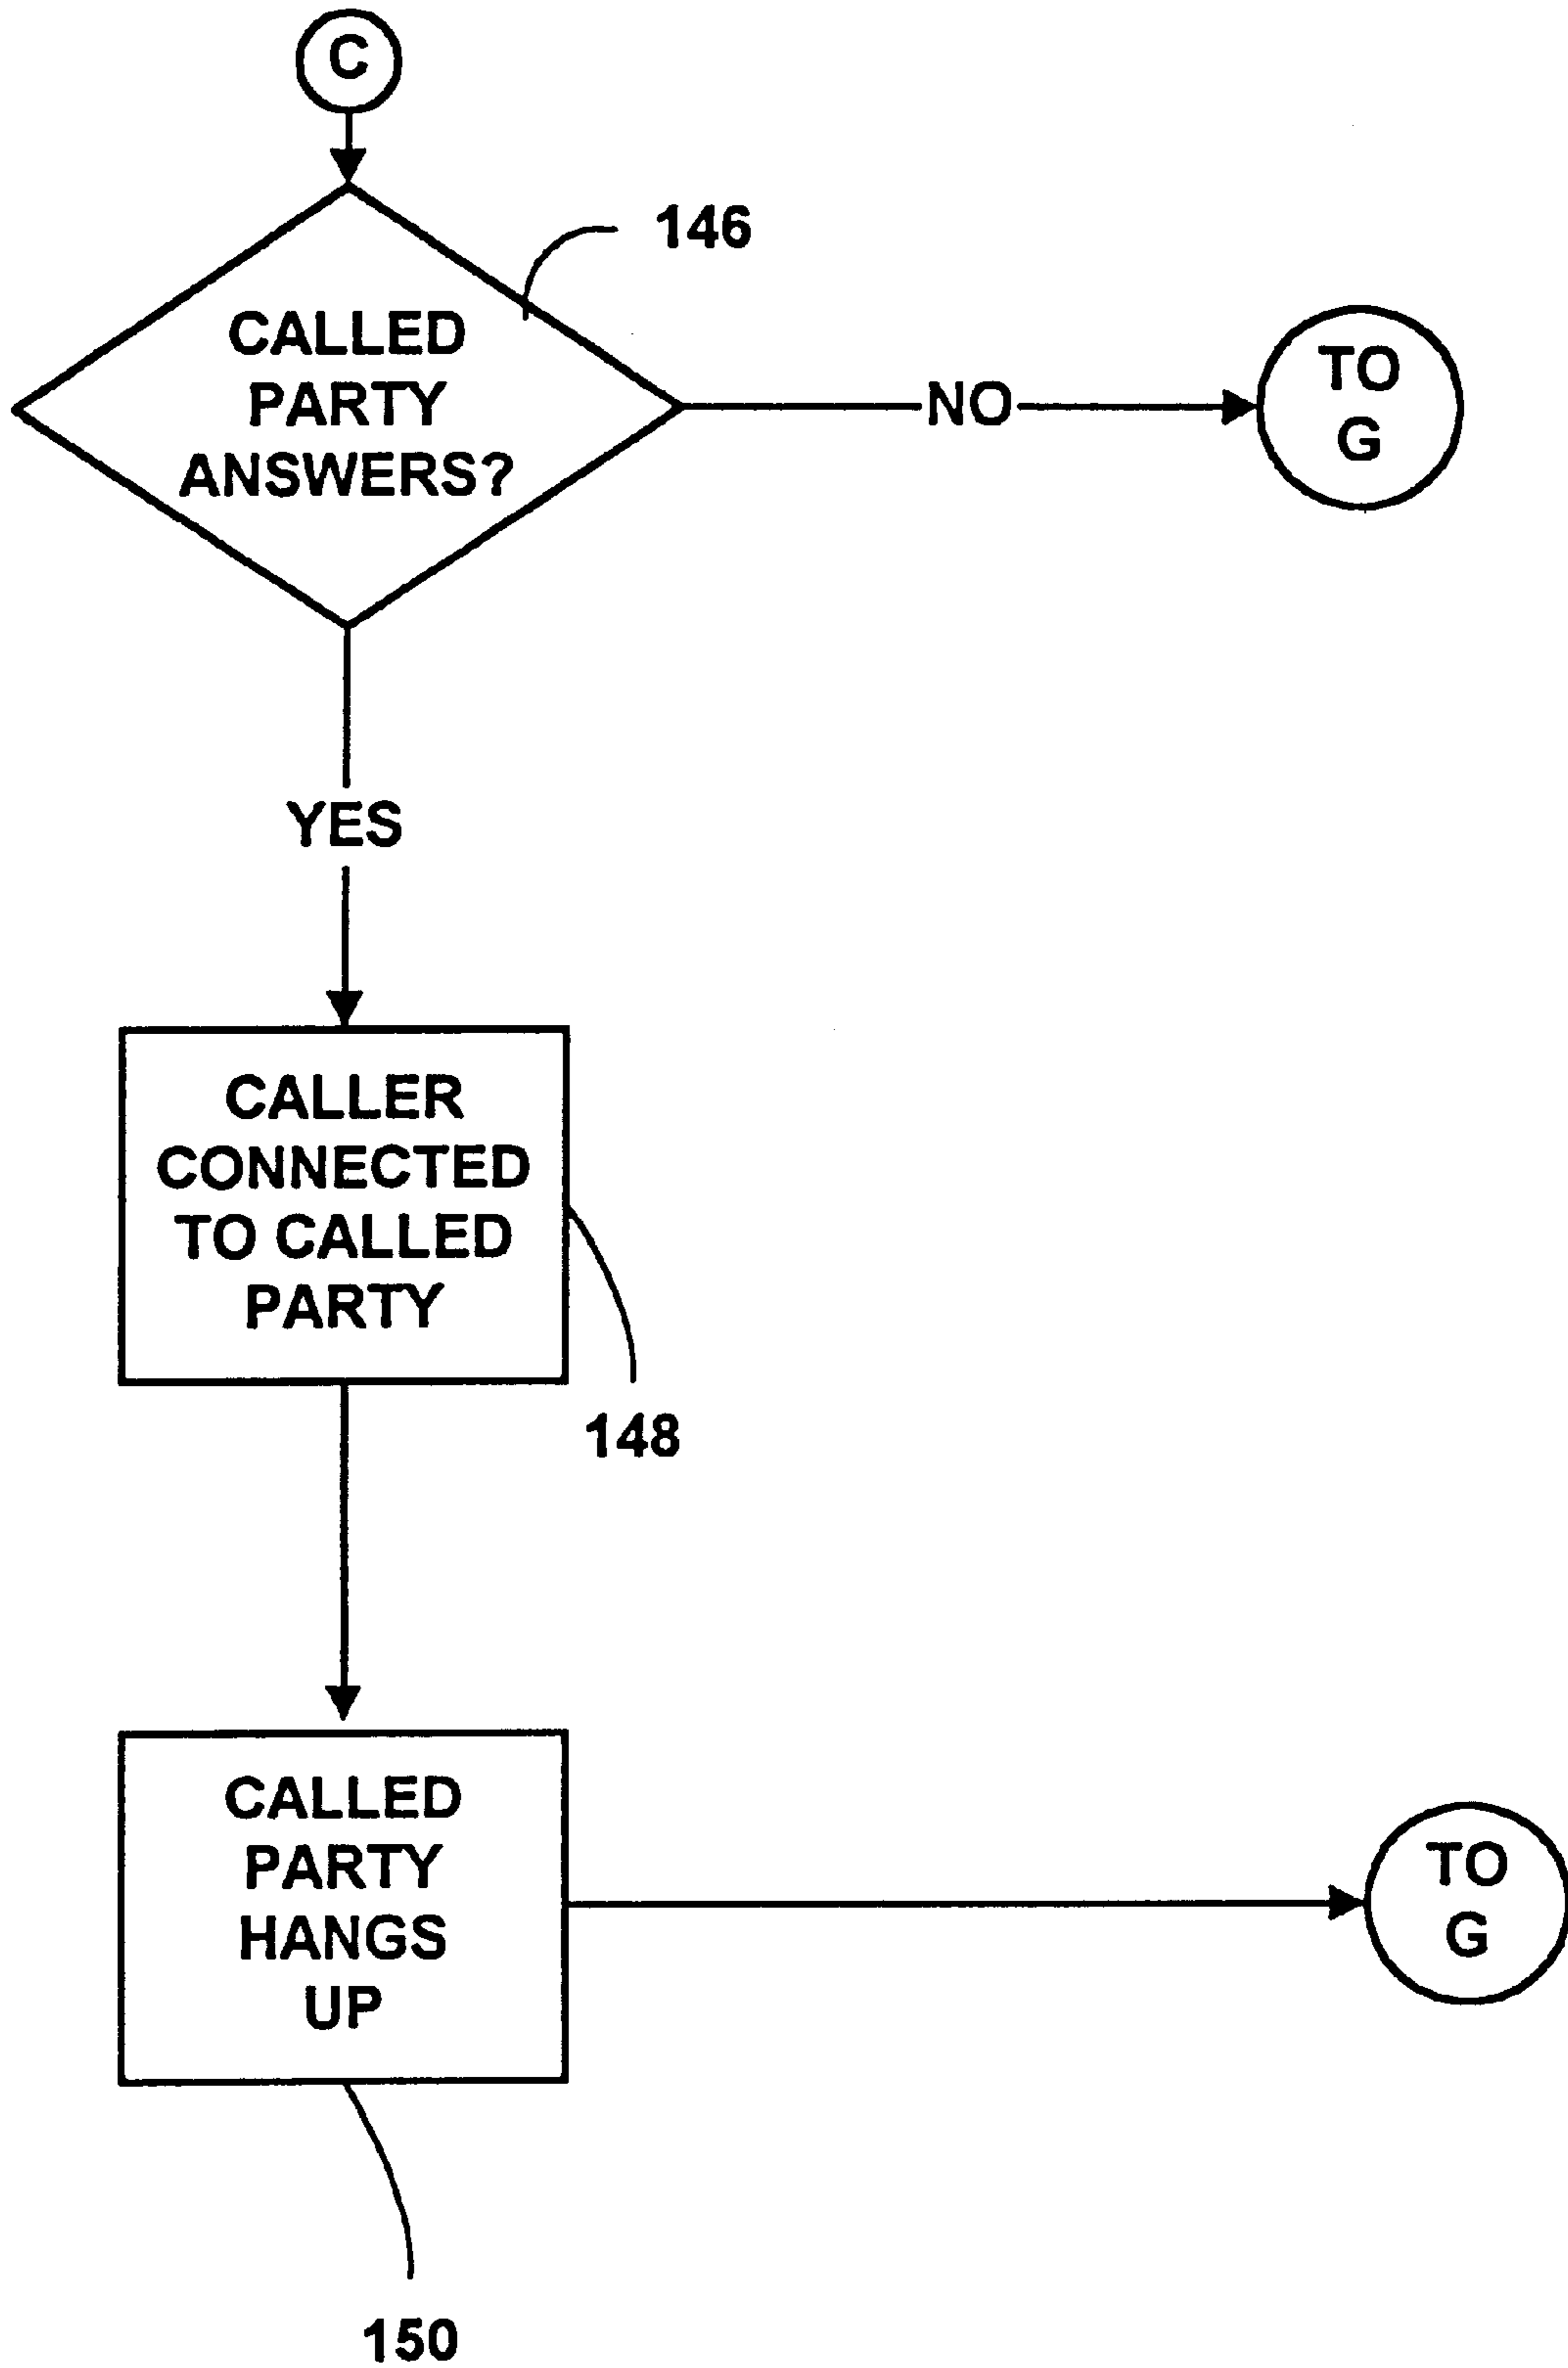 C
146
CALLED
PARTY
ANSWERS?
NO
TO
G
YES
CALLER
CONNECTED
TO CALLED
PARTY
148
CALLED
PARTY
HANGS
UP
TO
G
150